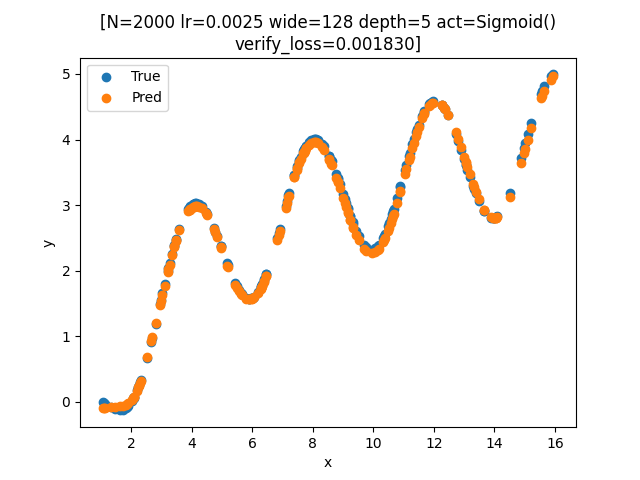 [N=2000 lr=0.0025 wide=128 depth=5 act=Sigmoid()
verify_loss=0.001830]
True
Pred
y
5
4
3
2
1
0
2 4 6 8 10 12 14 16
x